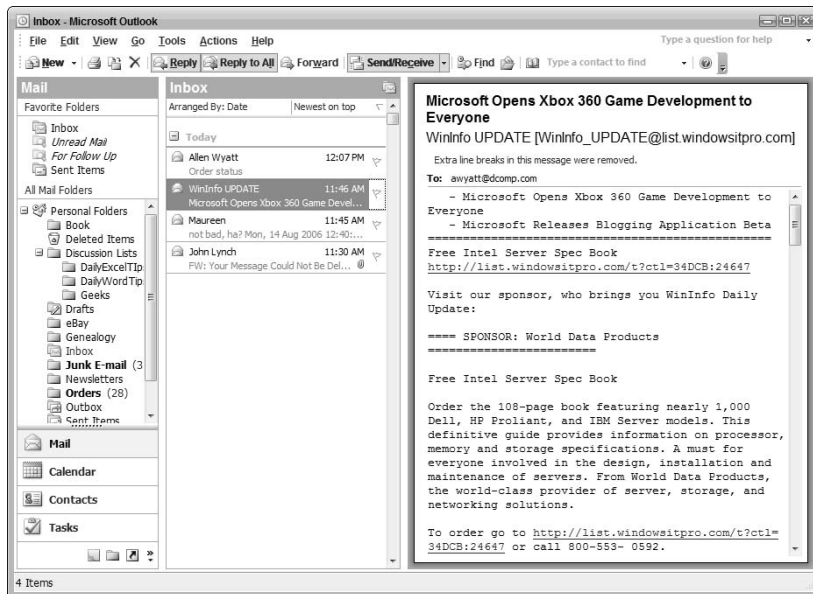 Inbox - Microsoft Outlook
File Edit View Go Tools Actions Help
Type a question for help
New Reply Reply to All Forward Send/Receive Find Type a contact to find
Mail
Favorite Folders
Inbox
Unread Mail
For Follow Up
Sent Items
All Mail Folders
Personal Folders
Book
Deleted Items
Discussion Lists
DailyExcelTips
DailyWordTip
Geeks
Drafts
eBay
Genealogy
Inbox
Junk E-mail (3
Newsletters
Orders (28)
Outbox
Sent Items
Mail
Calendar
Contacts
Tasks
Inbox
Arranged By: Date Newest on top
Today
Allen Wyatt 12:07 PM
Order status
WinInfo UPDATE 11:46 AM
Microsoft Opens Xbox 360 Game Devel...
Maureen 11:45 AM
not bad, ha? Mon, 14 Aug 2006 12:40:...
John Lynch 11:30 AM
FW: Your Message Could Not Be Del...
Microsoft Opens Xbox 360 Game Development to
Everyone
WinInfo UPDATE [WinInfo_UPDATE@list.windowsitpro.com]
Extra line breaks in this message were removed.
To: awyatt@dcomp.com
- Microsoft Opens Xbox 360 Game Development to
Everyone
- Microsoft Releases Blogging Application Beta
==============================================
Free Intel Server Spec Book
http://list.windowsitpro.com/t?ctl=34DCB:24647
Visit our sponsor, who brings you WinInfo Daily
Update:
==== SPONSOR: World Data Products
=======================
Free Intel Server Spec Book
Order the 108-page book featuring nearly 1,000
Dell, HP Proliant, and IBM Server models. This
definitive guide provides information on processor,
memory and storage specifications. A must for
everyone involved in the design, installation and
maintenance of servers. From World Data Products,
the world-class provider of server, storage, and
networking solutions.
To order go to http://list.windowsitpro.com/t?ctl=
34DCB:24647 or call 800-553- 0592.
4 Items